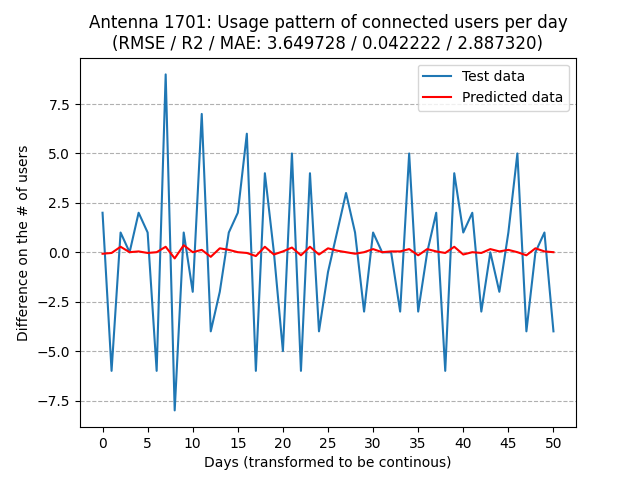 Antenna 1701: Usage pattern of connected users per day
(RMSE / R2 / MAE: 3.649728 / 0.042222 / 2.887320)
Test data
Predicted data
7.5
5.0
2.5
0.0
−2.5
−5.0
−7.5
Difference on the # of users
0 5 10 15 20 25 30 35 40 45 50
Days (transformed to be continous)